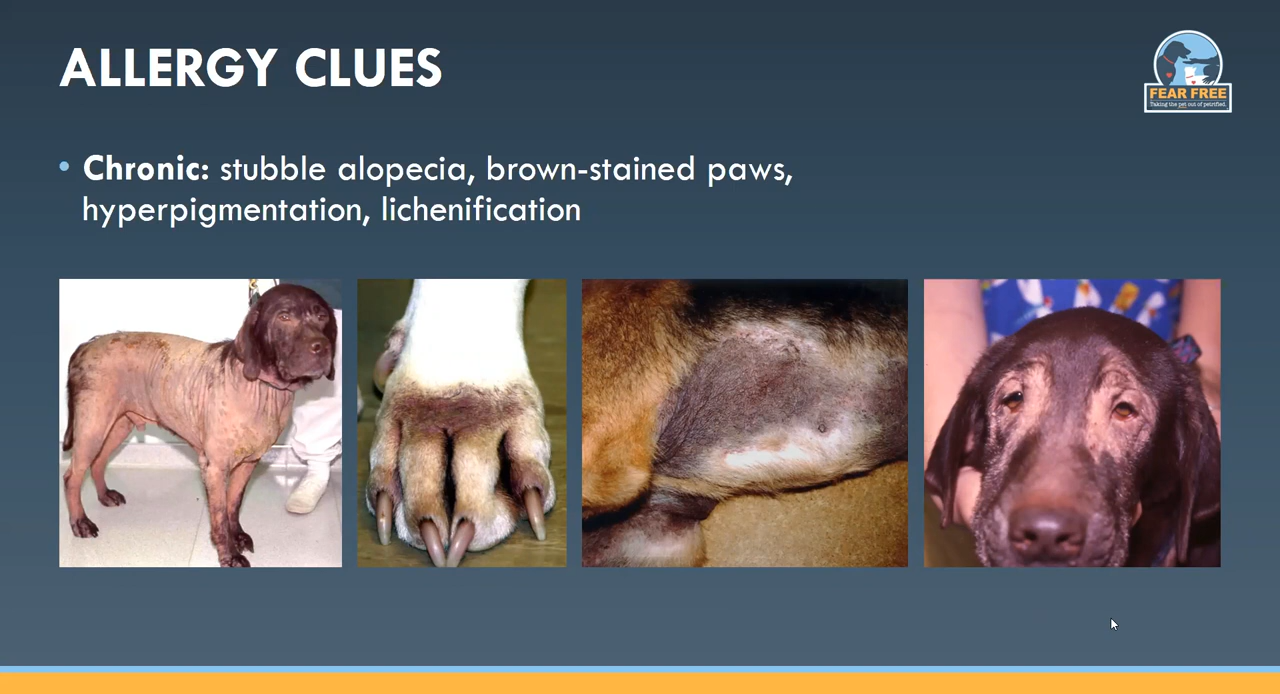 ALLERGY CLUES
FEAR FREE
Taking the pet out of petrified.
• Chronic: stubble alopecia, brown-stained paws,
hyperpigmentation, lichenification